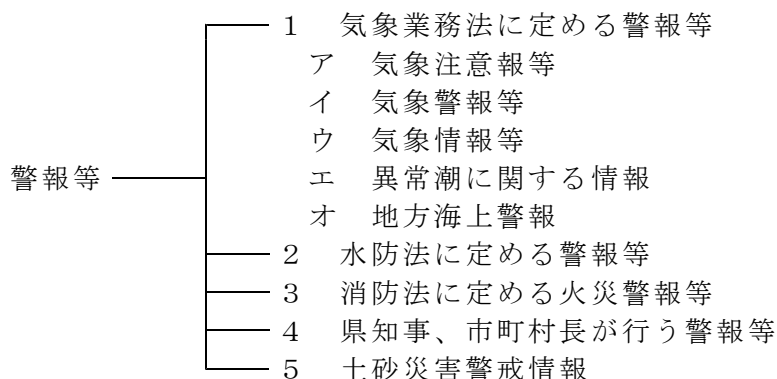 1　気象業務法に定める警報等
ア　気象注意報等
イ　気象警報等
ウ　気象情報等
警報等
エ　異常潮に関する情報
オ　地方海上警報
2　水防法に定める警報等
3　消防法に定める火災警報等
4　県知事、市町村長が行う警報等
5　土砂災害警戒情報